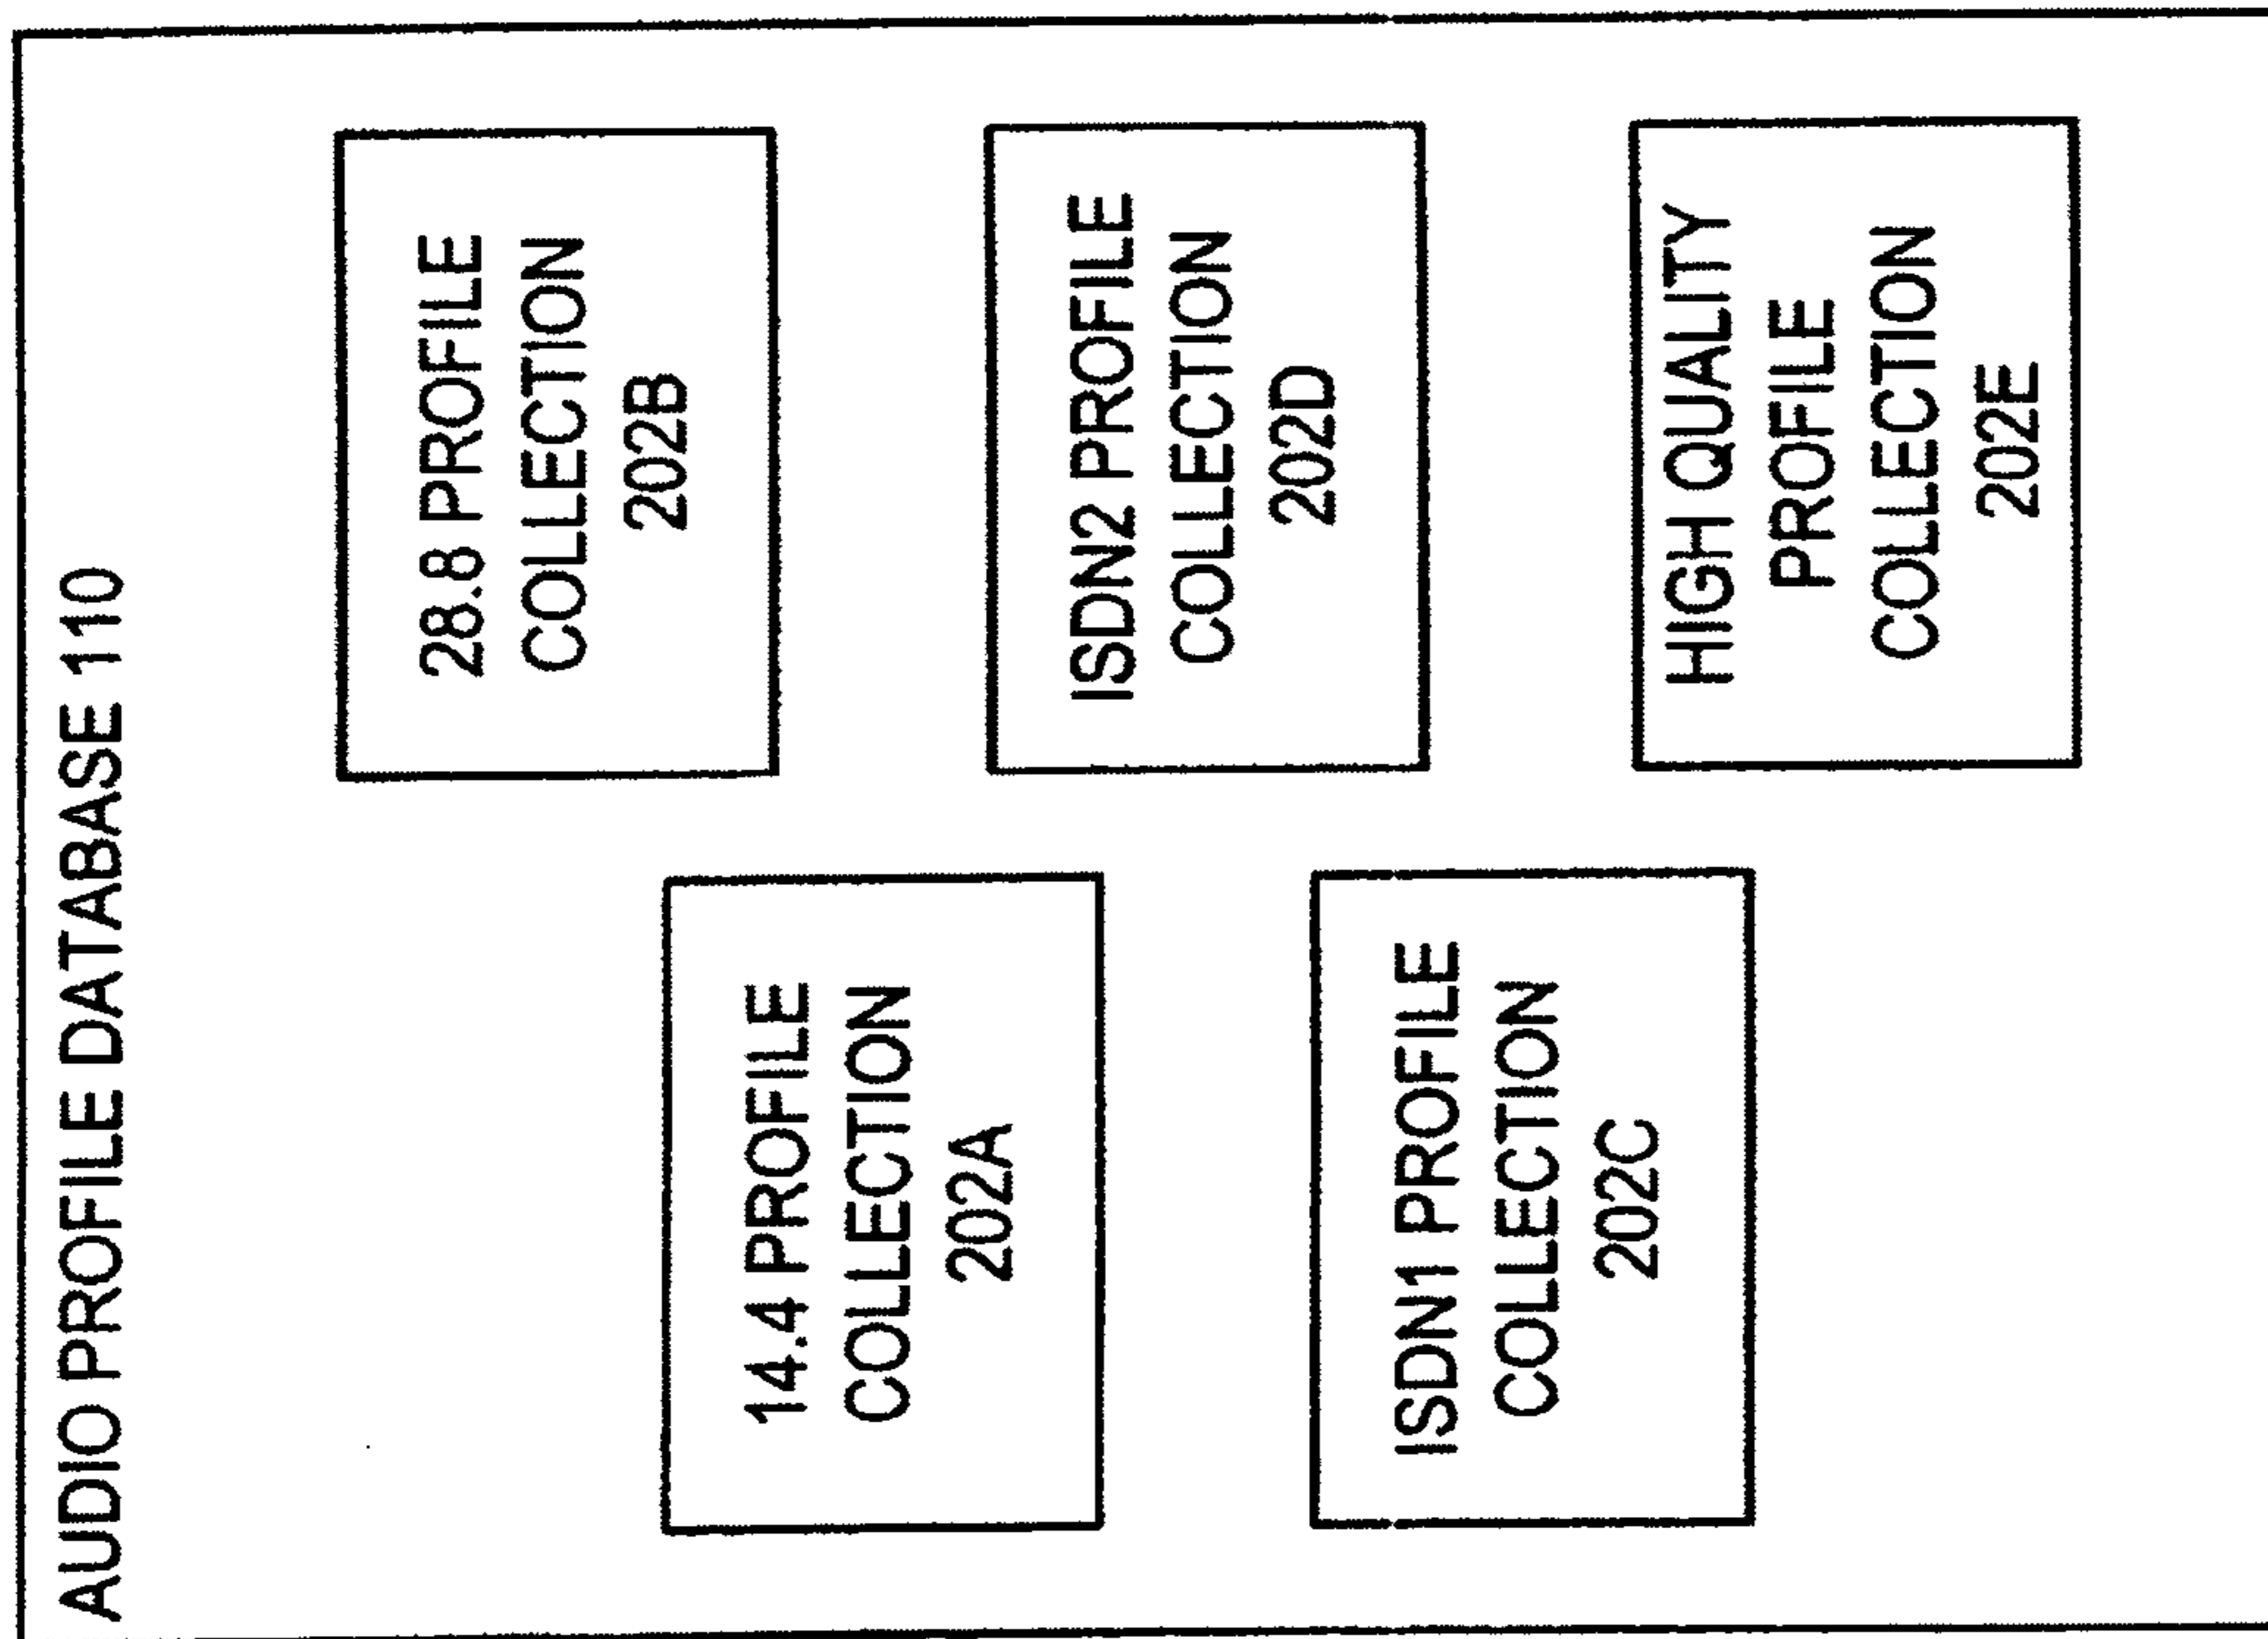 AUDIO PROFILE DATABASE 110
14.4 PROFILE
COLLECTION
202A
28.8 PROFILE
COLLECTION
202B
ISDN1 PROFILE
COLLECTION
202C
ISDN2 PROFILE
COLLECTION
202D
HIGH QUALITY
PROFILE
COLLECTION
202E